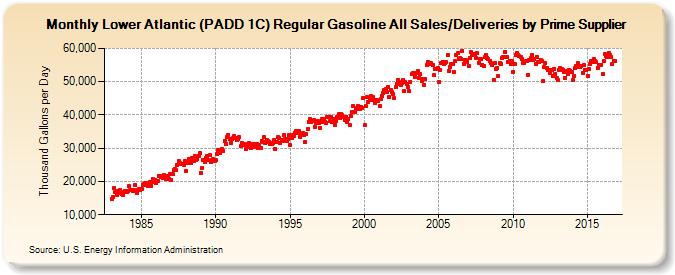 Monthly Lower Atlantic (PADD 1C) Regular Gasoline All Sales/Deliveries by Prime Supplier
Thousand Gallons per Day
60,000
50,000
40,000
30,000
20,000
10,000
1985 1990 1995 2000 2005 2010 2015
Source: U.S. Energy Information Administration